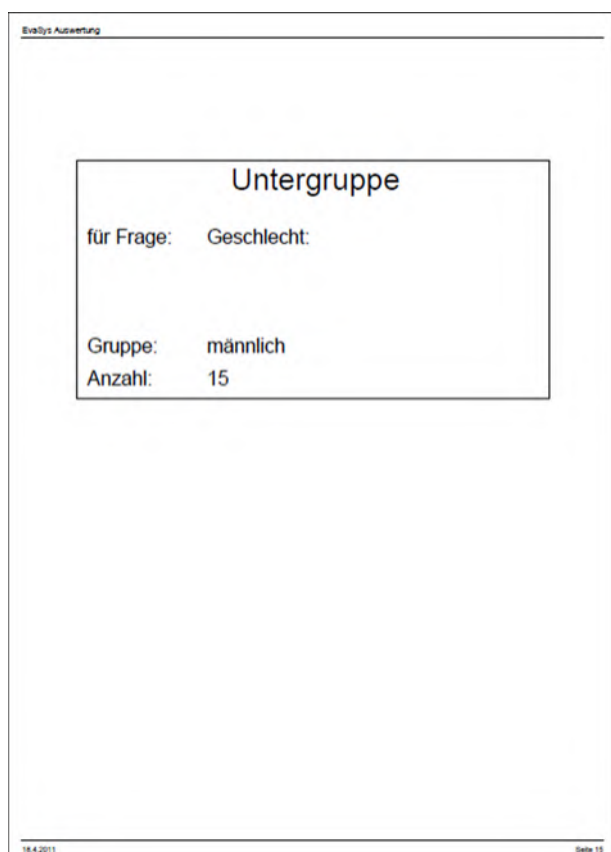 EvaSys Auswertung
Untergruppe
für Frage: Geschlecht:
Gruppe: männlich
Anzahl: 15
18.4.2011 Seite 15